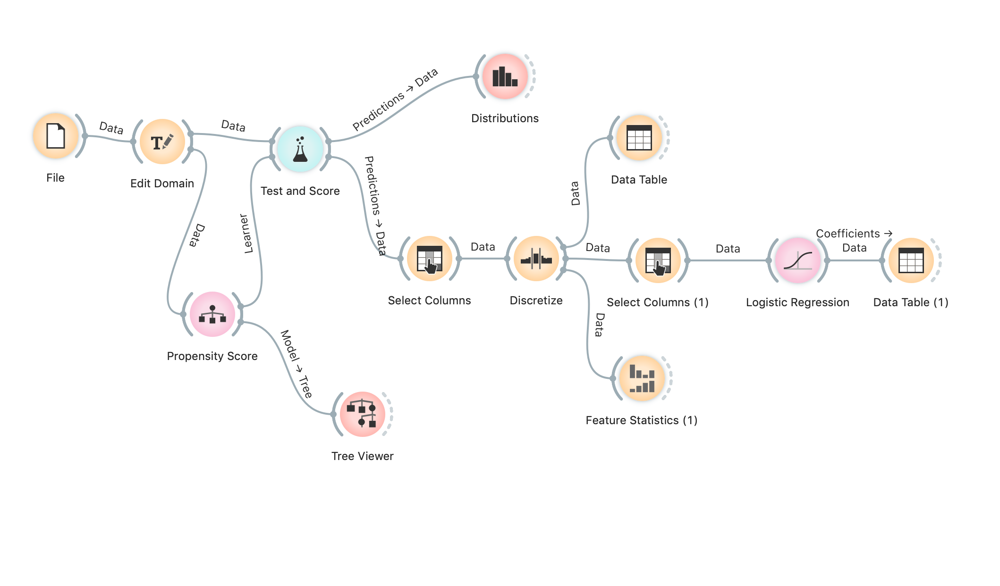 Predictions → Data
Distributions
Data
Data
File
Edit Domain
Test and Score
Data
Learner
Predictions → Data
Data
Data Table
Data
Data
Data
Coefficients →
Data
Select Columns
Discretize
Select Columns (1)
Logistic Regression
Data Table (1)
Data
Propensity Score
Model → Tree
Feature Statistics (1)
Tree Viewer
T